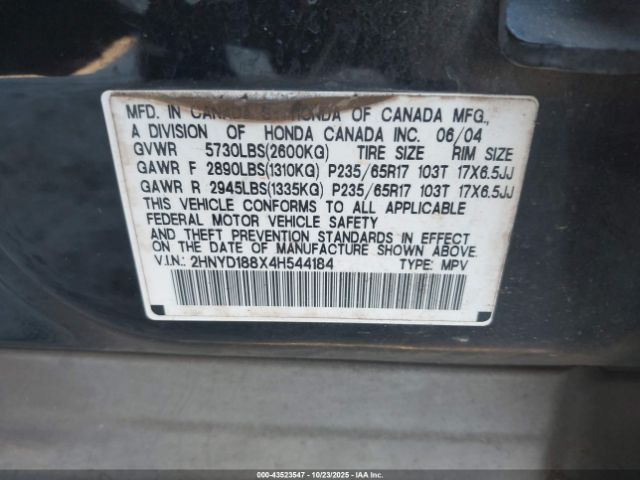 MFD. IN CANADA BY HONDA OF CANADA MFG.,
A DIVISION OF HONDA CANADA INC. 06/04
GVWR 5730LBS(2600KG) TIRE SIZE RIM SIZE
GAWR F 2890LBS(1310KG) P235/65R17 103T 17X6.5JJ
GAWR R 2945LBS(1335KG) P235/65R17 103T 17X6.5JJ
THIS VEHICLE CONFORMS TO ALL APPLICABLE
FEDERAL MOTOR VEHICLE SAFETY
AND THEFT PREVENTION STANDARDS IN EFFECT
ON THE DATE OF MANUFACTURE SHOWN ABOVE.
V.I.N.: 2HNYD188X4H544184 TYPE: MPV
000-43523547 - 10/23/2025 - IAAI.COM